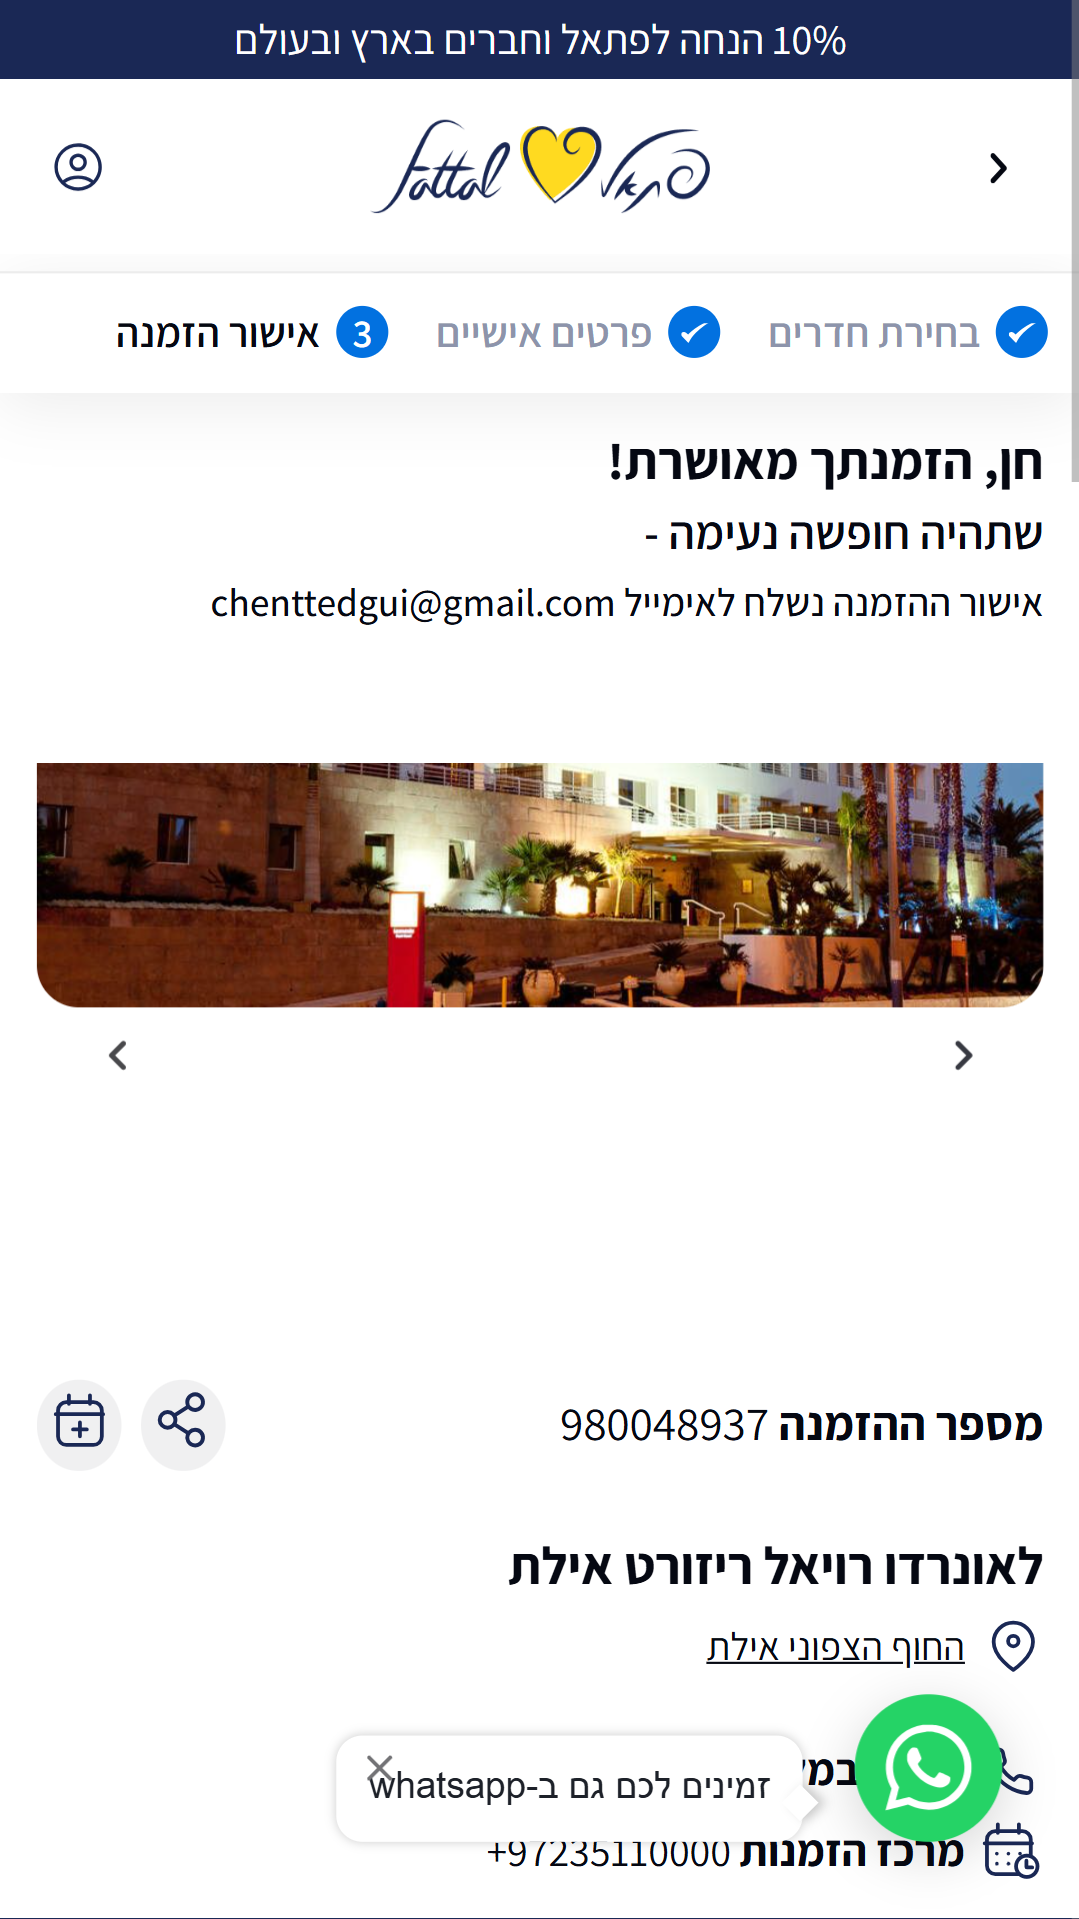 10% הנחה לפתאל וחברים בארץ ובעולם
פתאל fattal
בחירת חדרים
פרטים אישיים
3 אישור הזמנה
חן, הזמנתך מאושרת!
שתהיה חופשה נעימה -
אישור ההזמנה נשלח לאימייל chenttedgui@gmail.com
מספר ההזמנה 980048937
לאונרדו רויאל ריזורט אילת
החוף הצפוני אילת
זמינים לכם גם ב-whatsapp
מרכז הזמנות 97235110000+